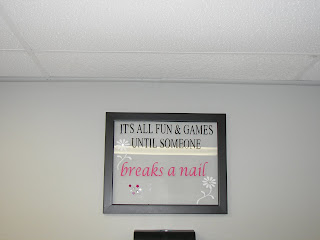 IT'S ALL FUN & GAMES
UNTIL SOMEONE
breaks a nail